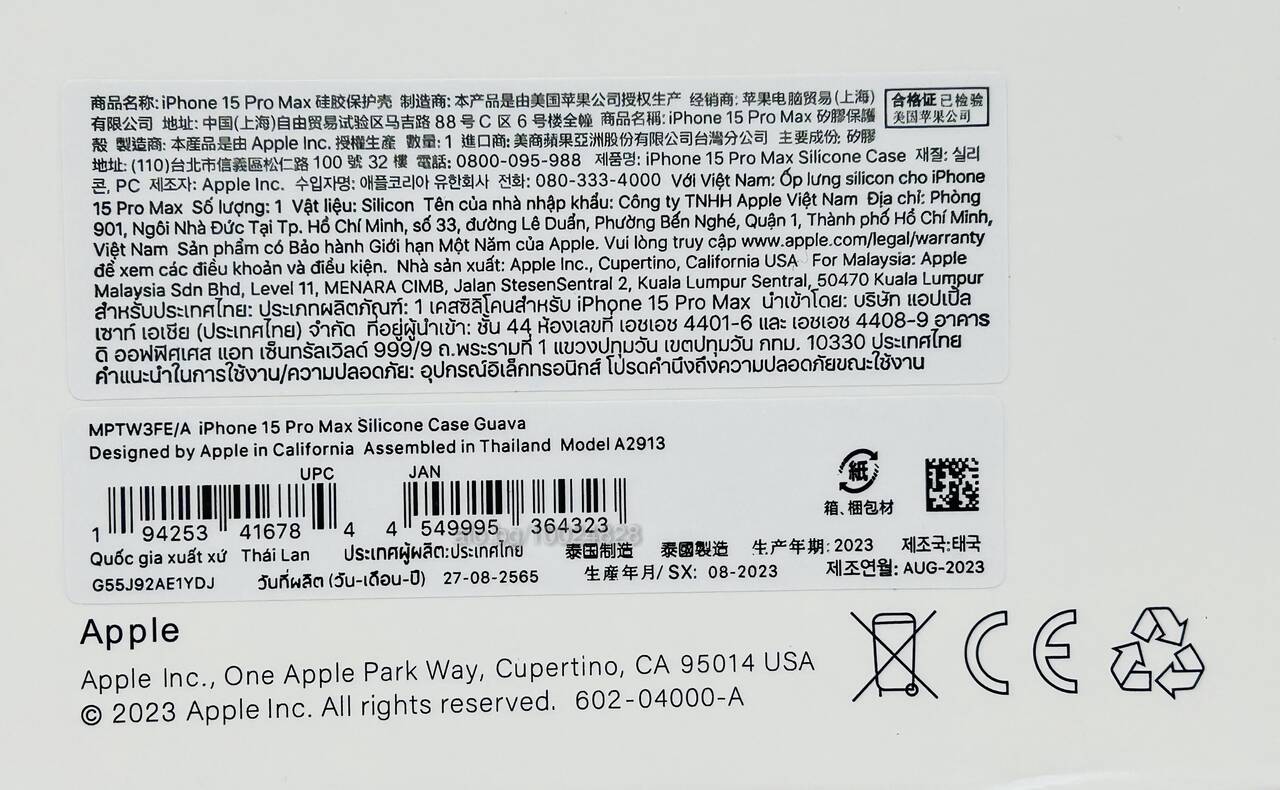 商品名称: iPhone 15 Pro Max 硅胶保护壳 制造商: 本产品是由美国苹果公司授权生产 经销商: 苹果电脑贸易(上海)
有限公司 地址: 中国(上海)自由贸易试验区马吉路 88 号 C 区 6 号楼全幢 商品名稱: iPhone 15 Pro Max 矽膠保護
殼 製造商: 本產品是由 Apple Inc. 授權生產 數量: 1 進口商: 美商蘋果亞洲股份有限公司台灣分公司 主要成份: 矽膠
合格证 已检验
美国苹果公司
地址: (110)台北市信義區松仁路 100 號 32 樓 電話: 0800-095-988 제품명: iPhone 15 Pro Max Silicone Case 재질: 실리
콘, PC 제조자: Apple Inc. 수입자명: 애플코리아 유한회사 전화: 080-333-4000 Với Việt Nam: Ốp lưng silicon cho iPhone
15 Pro Max Số lượng: 1 Vật liệu: Silicon Tên của nhà nhập khẩu: Công ty TNHH Apple Việt Nam Địa chỉ: Phòng
901, Ngôi Nhà Đức Tại Tp. Hồ Chí Minh, số 33, đường Lê Duẩn, Phường Bến Nghé, Quận 1, Thành phố Hồ Chí Minh,
Việt Nam Sản phẩm có Bảo hành Giới hạn Một Năm của Apple. Vui lòng truy cập www.apple.com/legal/warranty
để xem các điều khoản và điều kiện. Nhà sản xuất: Apple Inc., Cupertino, California USA For Malaysia: Apple
Malaysia Sdn Bhd, Level 11, MENARA CIMB, Jalan StesenSentral 2, Kuala Lumpur Sentral, 50470 Kuala Lumpur
สำหรับประเทศไทย: ประเภทผลิตภัณฑ์: 1 เคสซิลิโคนสำหรับ iPhone 15 Pro Max นำเข้าโดย: บริษัท แอปเปิ้ล
เซาท์ เอเชีย (ประเทศไทย) จำกัด ที่อยู่ผู้นำเข้า: ชั้น 44 ห้องเลขที่ เอชเอช 4401-6 และ เอชเอช 4408-9 อาคาร
ดิ ออฟฟิศเศส แอท เซ็นทรัลเวิลด์ 999/9 ถ.พระรามที่ 1 แขวงปทุมวัน เขตปทุมวัน กทม. 10330 ประเทศไทย
คำแนะนำในการใช้งาน/ความปลอดภัย: อุปกรณ์อิเล็กทรอนิกส์ โปรดคำนึงถึงความปลอดภัยขณะใช้งาน
MPTW3FE/A iPhone 15 Pro Max Silicone Case Guava
Designed by Apple in California Assembled in Thailand Model A2913
UPC JAN
1 94253 41678 4 4 549995 364323
紙
箱、梱包材
Quốc gia xuất xứ Thái Lan ประเทศผู้ผลิต:ประเทศไทย 泰国制造 泰國製造 生产年期: 2023 제조국:태국
G55J92AE1YDJ วันที่ผลิต (วัน-เดือน-ปี) 27-08-2565 生產年月/ SX: 08-2023 제조연월: AUG-2023
Apple
Apple Inc., One Apple Park Way, Cupertino, CA 95014 USA
© 2023 Apple Inc. All rights reserved. 602-04000-A
CE